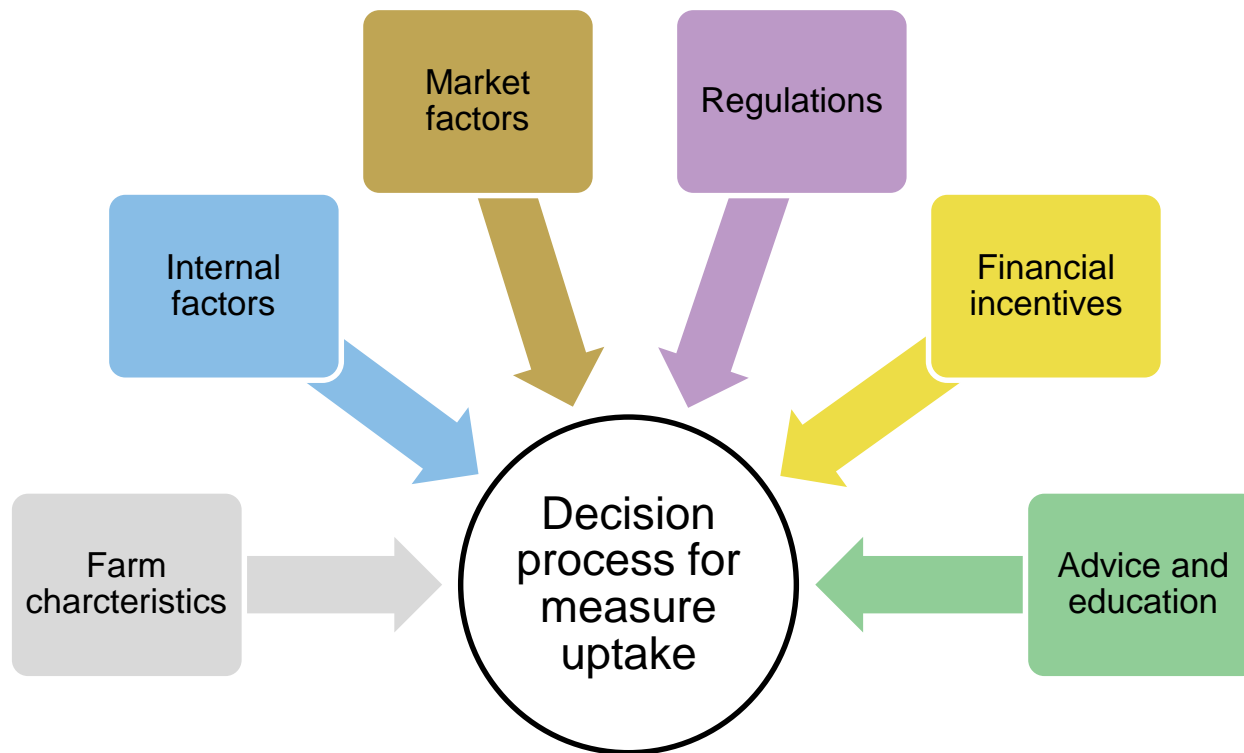 Market
factors
Regulations
Internal
factors
Financial
incentives
Farm
charcteristics
Decision
process for
measure
uptake
Advice and
education